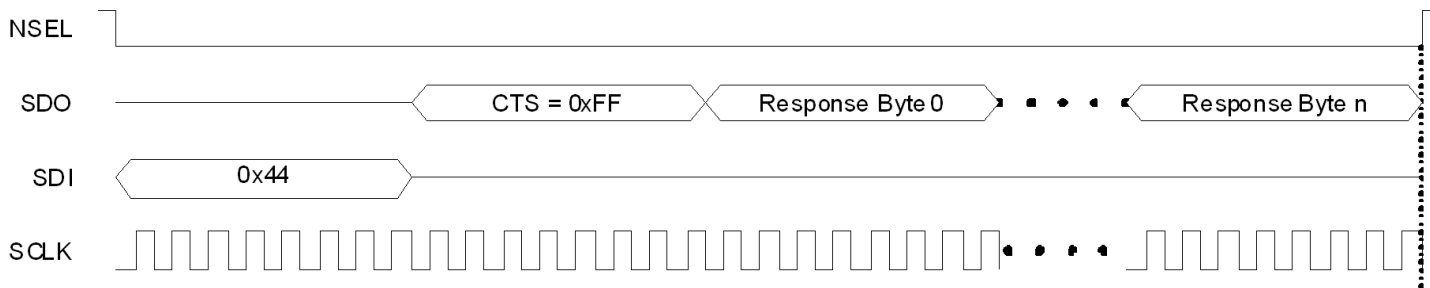 NSEL
SDO CTS = 0xFF Response Byte 0 Response Byte n
SDI 0x44
SCLK